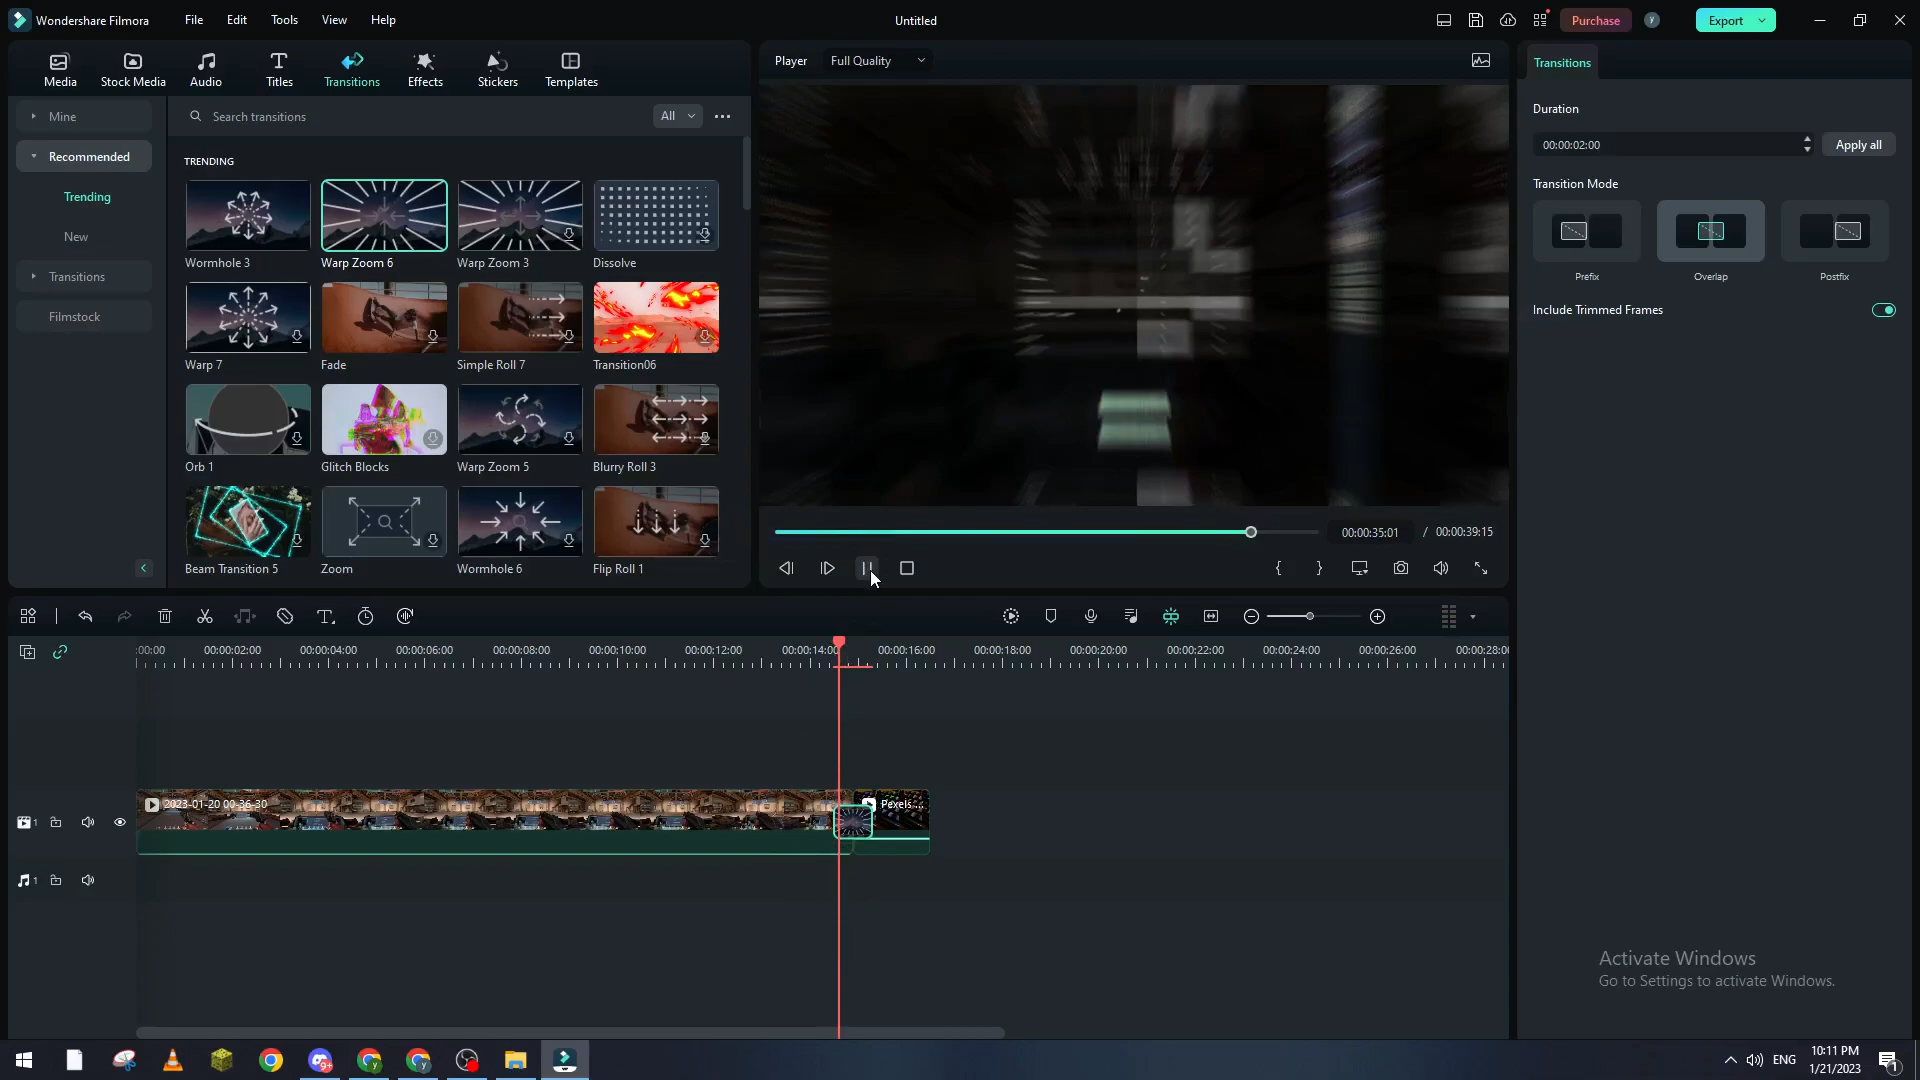 Wondershare Filmora
File
Edit
Tools
View
Help
Untitled
Purchase
y
Export
Media
Stock Media
Audio
Titles
Transitions
Effects
Stickers
Templates
Player
Full Quality
Transitions
Mine
Recommended
Trending
New
Transitions
Filmstock
Search transitions
All
TRENDING
Wormhole 3
Warp Zoom 6
Warp Zoom 3
Dissolve
Warp 7
Fade
Simple Roll 7
Transition06
Orb 1
Glitch Blocks
Warp Zoom 5
Blurry Roll 3
Beam Transition 5
Zoom
Wormhole 6
Flip Roll 1
00:00:35:01 / 00:00:39:15
Duration
00:00:02:00
Apply all
Transition Mode
Prefix
Overlap
Postfix
Include Trimmed Frames
:00:00
00:00:02:00
00:00:04:00
00:00:06:00
00:00:08:00
00:00:10:00
00:00:12:00
00:00:14:00
00:00:16:00
00:00:18:00
00:00:20:00
00:00:22:00
00:00:24:00
00:00:26:00
00:00:28:0
2023-01-20 00-36-30
Pexels ...
1
1
Activate Windows
Go to Settings to activate Windows.
9+
y
y
ENG
10:11 PM
1/21/2023
1